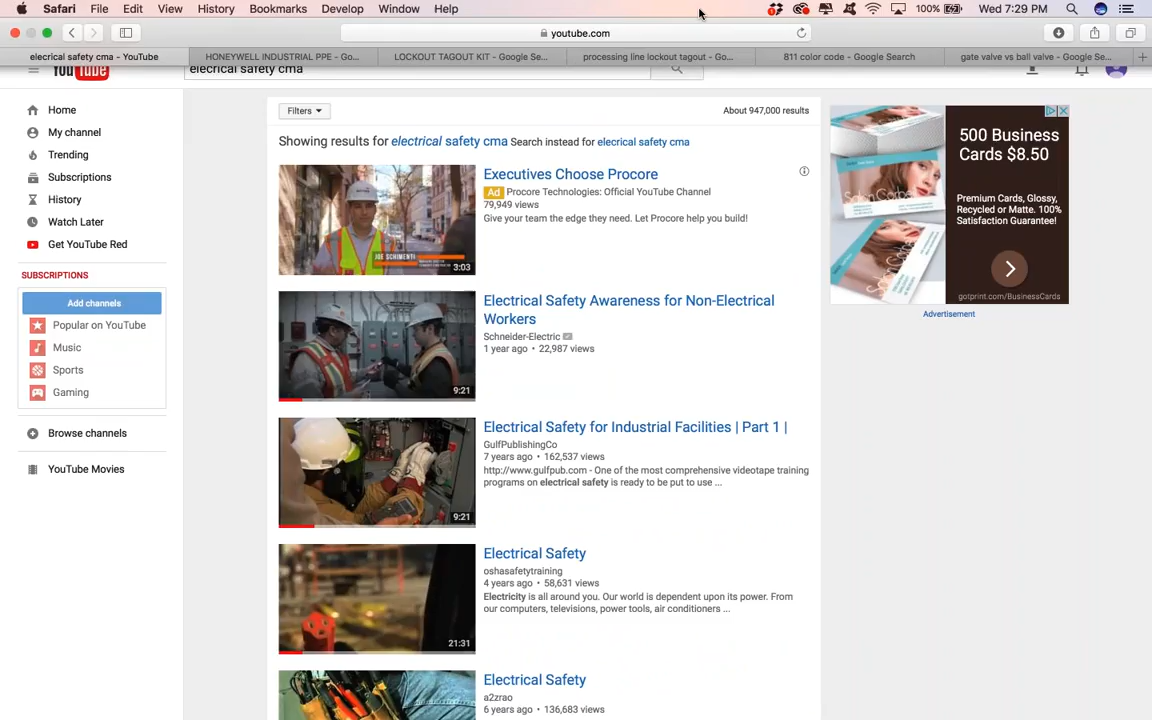 Safari File Edit View History Bookmarks Develop Window Help 100% Wed 7:29 PM
youtube.com
elecrical safety cma - YouTube HONEYWELL INDUSTRIAL PPE - Go... LOCKOUT TAGOUT KIT - Google Se... processing line lockout tagout - Go... 811 color code - Google Search gate valve vs ball valve - Google Se...
YouTube elecrical safety cma
Home
My channel
Trending
Subscriptions
History
Watch Later
Get YouTube Red
SUBSCRIPTIONS
Add channels
Popular on YouTube
Music
Sports
Gaming
Browse channels
YouTube Movies
Filters About 947,000 results
Showing results for electrical safety cma Search instead for elecrical safety cma
JOE SCHIMENTI
3:03
Executives Choose Procore
Ad Procore Technologies: Official YouTube Channel
79,949 views
Give your team the edge they need. Let Procore help you build!
9:21
Electrical Safety Awareness for Non-Electrical
Workers
Schneider-Electric
1 year ago • 22,987 views
9:21
Electrical Safety for Industrial Facilities | Part 1 |
GulfPublishingCo
7 years ago • 162,537 views
http://www.gulfpub.com - One of the most comprehensive videotape training
programs on electrical safety is ready to be put to use ...
21:31
Electrical Safety
oshasafetytraining
4 years ago • 58,631 views
Electricity is all around you. Our world is dependent upon its power. From
our computers, televisions, power tools, air conditioners ...
Electrical Safety
a2zrao
6 years ago • 136,683 views
500 Business
Cards $8.50
Premium Cards, Glossy,
Recycled or Matte. 100%
Satisfaction Guarantee!
gotprint.com/BusinessCards
Advertisement